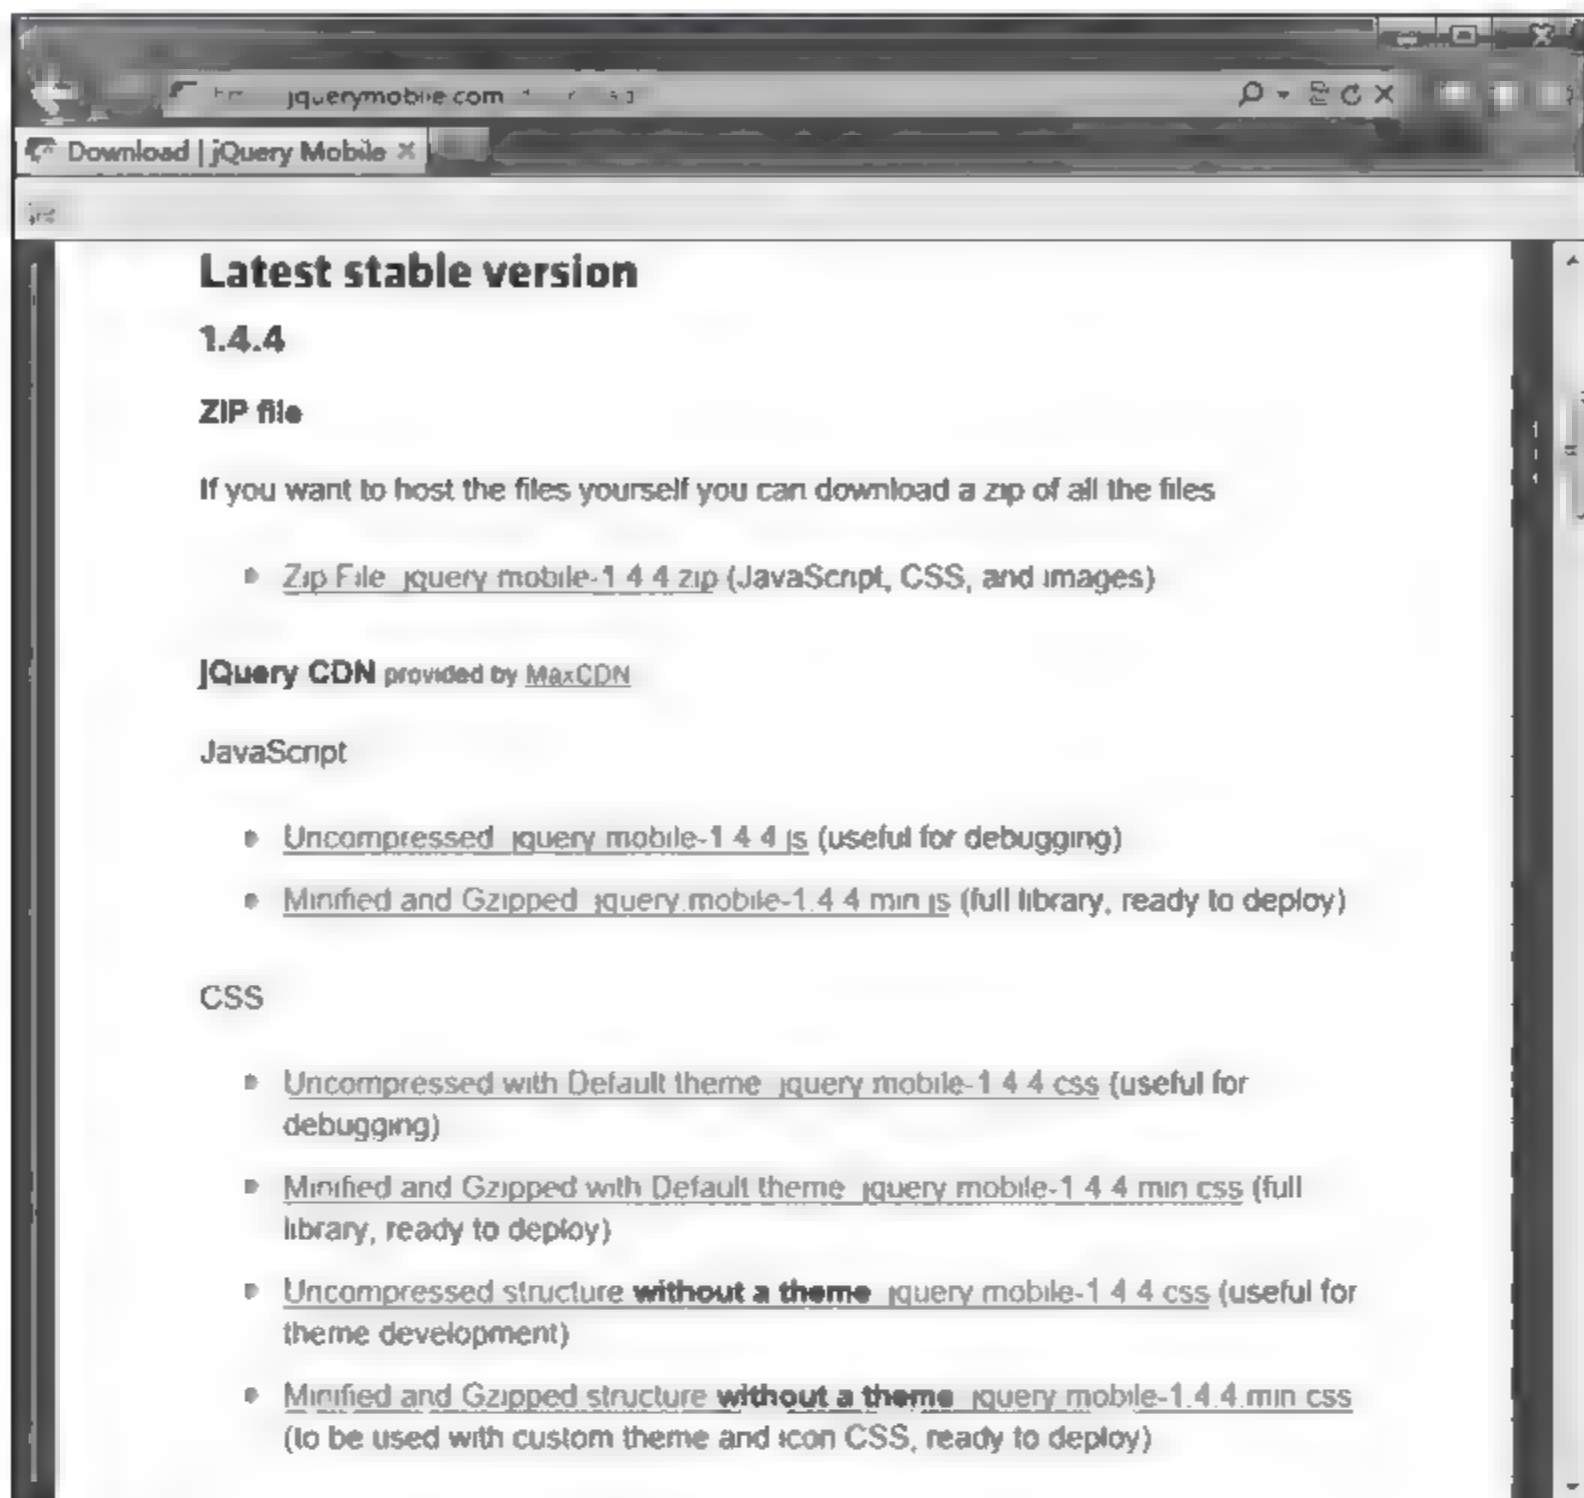 jquerymobile.com
Download | jQuery Mobile
Latest stable version
1.4.4
ZIP file
If you want to host the files yourself you can download a zip of all the files
Zip File jquery mobile-1 4 4 zip (JavaScript, CSS, and images)
jQuery CDN provided by MaxCDN
JavaScript
Uncompressed jquery mobile-1 4 4 js (useful for debugging)
Minified and Gzipped jquery.mobile-1.4 4 min js (full library, ready to deploy)
CSS
Uncompressed with Default theme jquery mobile-1 4 4 css (useful for
debugging)
Minified and Gzipped with Default theme jquery mobile-1 4 4 min css (full
library, ready to deploy)
Uncompressed structure without a theme jquery mobile-1 4 4 css (useful for
theme development)
Minified and Gzipped structure without a theme jquery mobile-1.4.4.min css
(to be used with custom theme and icon CSS, ready to deploy)